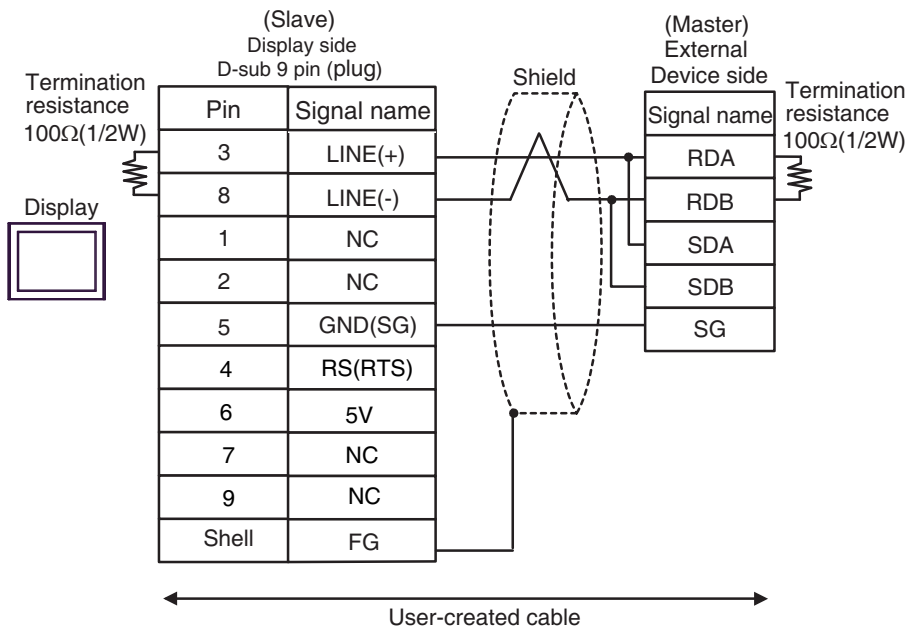 (Slave)
Display side
D-sub 9 pin (plug)
Termination
resistance
100Ω(1/2W)
Display
Pin Signal name
3 LINE(+)
8 LINE(-)
1 NC
2 NC
5 GND(SG)
4 RS(RTS)
6 5V
7 NC
9 NC
Shell FG
Shield
(Master)
External
Device side
Signal name
RDA
RDB
SDA
SDB
SG
Termination
resistance
100Ω(1/2W)
User-created cable